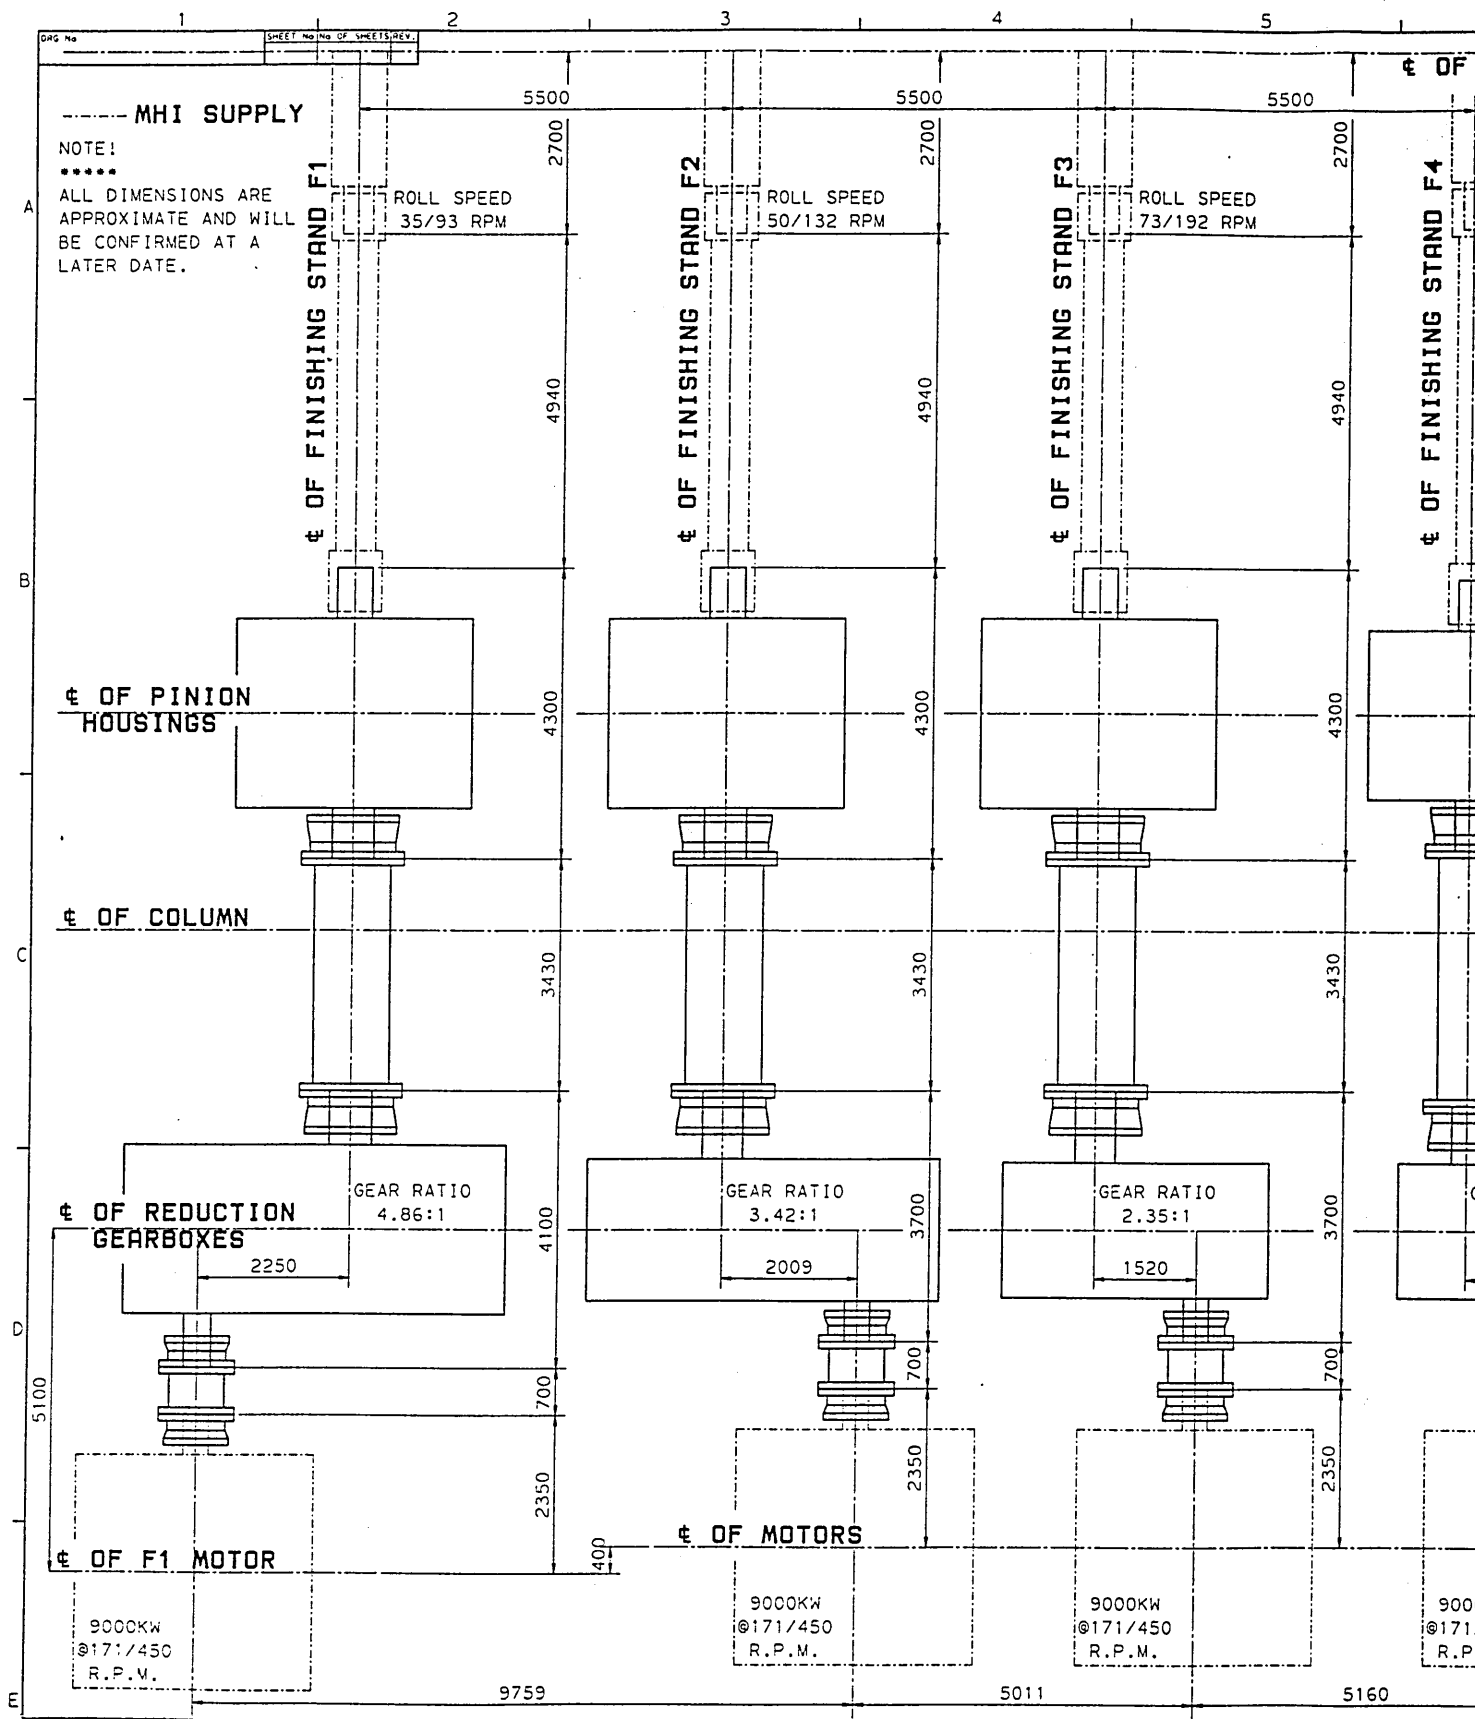 1 2 3 4 5
DRG No SHEET No No OF SHEETS REV.
℄ OF
5500 5500 5500
MHI SUPPLY
NOTE!
*****
ALL DIMENSIONS ARE
APPROXIMATE AND WILL
BE CONFIRMED AT A
LATER DATE.
A
B
C
D
E
℄ OF FINISHING STAND F1
ROLL SPEED
35/93 RPM
2700
4940
4300
3430
4100
700
2350
℄ OF FINISHING STAND F2
ROLL SPEED
50/132 RPM
2700
4940
4300
3430
3700
700
2350
℄ OF FINISHING STAND F3
ROLL SPEED
73/192 RPM
2700
4940
4300
3430
3700
700
2350
℄ OF FINISHING STAND F4
℄ OF PINION
HOUSINGS
℄ OF COLUMN
℄ OF REDUCTION
GEARBOXES
GEAR RATIO
4.86:1
2250
GEAR RATIO
3.42:1
2009
GEAR RATIO
2.35:1
1520
5100
℄ OF F1 MOTOR
400
℄ OF MOTORS
9000KW
@171/450
R.P.M.
9000KW
@171/450
R.P.M.
9000KW
@171/450
R.P.M.
900
@171
R.P
9759 5011 5160